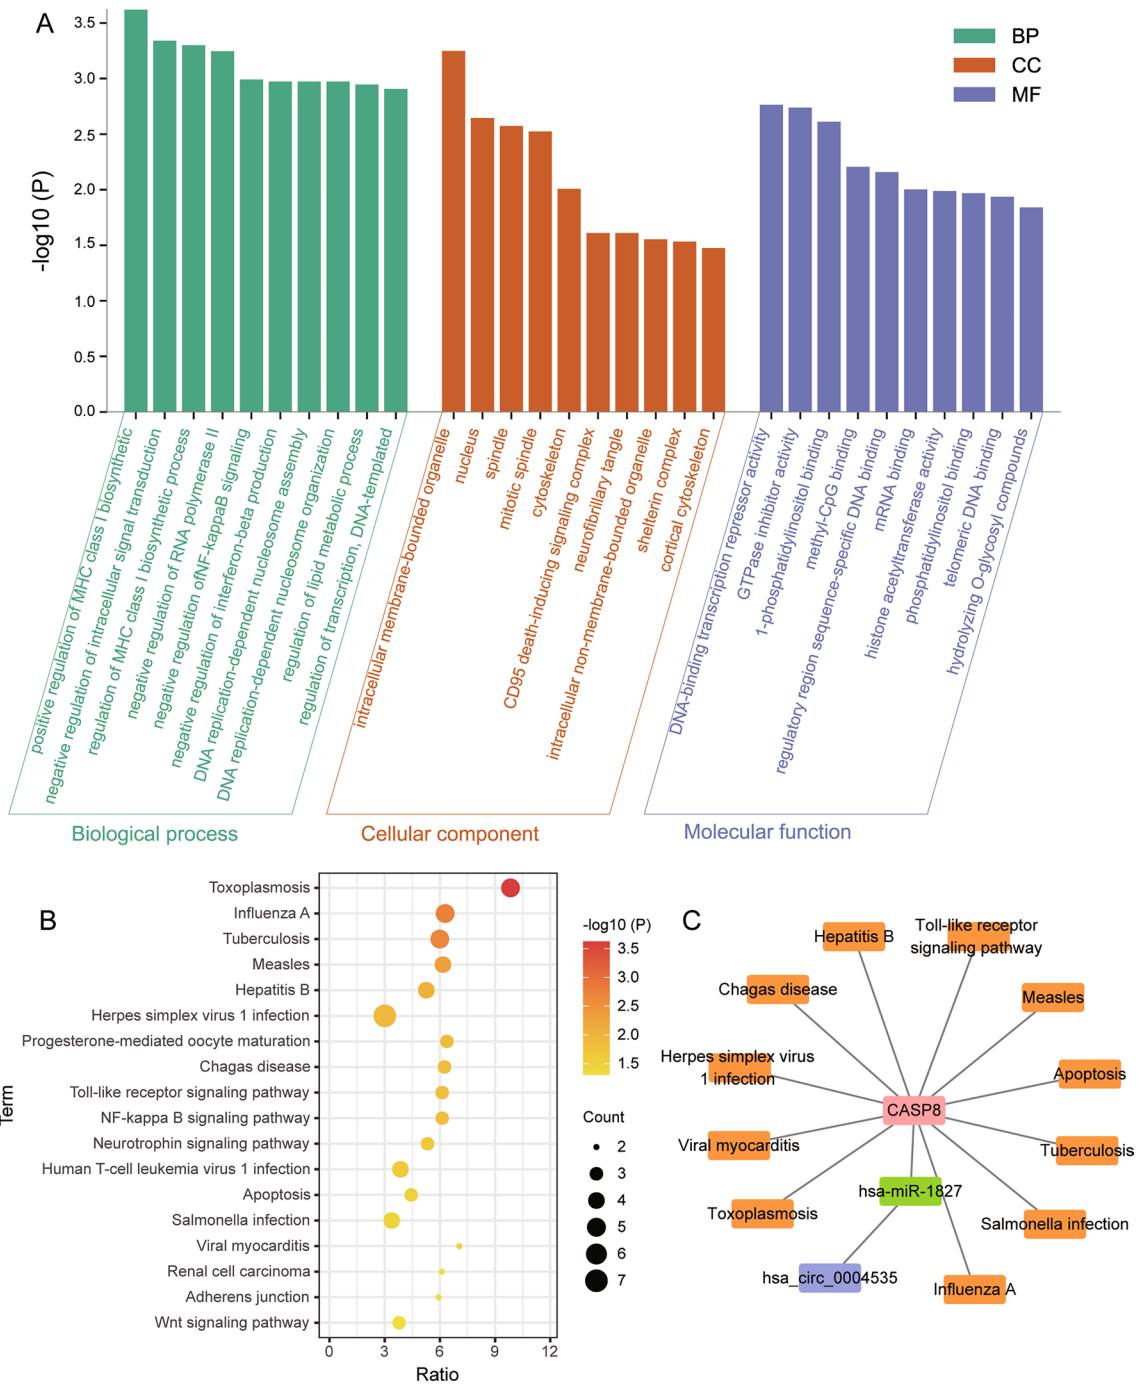 A
3.5
3.0
2.5
2.0
1.5
1.0
0.5
0.0
-log10 (P)
BP
CC
MF
positive regulation of MHC class I biosynthetic
negative regulation of intracellular signal transduction
regulation of MHC class I biosynthetic process
negative regulation of RNA polymerase II
negative regulation ofNF-kappaB signaling
negative regulation of interferon-beta production
DNA replication-dependent nucleosome assembly
DNA replication-dependent nucleosome organization
regulation of lipid metabolic process
regulation of transcription, DNA-templated
intracellular membrane-bounded organelle
nucleus
spindle
mitotic spindle
cytoskeleton
CD95 death-inducing signaling complex
neurofibrillary tangle
intracellular non-membrane-bounded organelle
shelterin complex
cortical cytoskeleton
DNA-binding transcription repressor activity
GTPase inhibitor activity
1-phosphatidylinositol binding
methyl-CpG binding
regulatory region sequence-specific DNA binding
mRNA binding
histone acetyltransferase activity
phosphatidylinositol binding
telomeric DNA binding
hydrolyzing O-glycosyl compounds
Biological process
Cellular component
Molecular function
B
Term
Toxoplasmosis
Influenza A
Tuberculosis
Measles
Hepatitis B
Herpes simplex virus 1 infection
Progesterone-mediated oocyte maturation
Chagas disease
Toll-like receptor signaling pathway
NF-kappa B signaling pathway
Neurotrophin signaling pathway
Human T-cell leukemia virus 1 infection
Apoptosis
Salmonella infection
Viral myocarditis
Renal cell carcinoma
Adherens junction
Wnt signaling pathway
0
3
6
9
12
Ratio
-log10 (P)
3.5
3.0
2.5
2.0
1.5
Count
2
3
4
5
6
7
C
Hepatitis B
Toll-like receptor
signaling pathway
Chagas disease
Measles
Herpes simplex virus
1 infection
Apoptosis
CASP8
Viral myocarditis
Tuberculosis
hsa-miR-1827
Toxoplasmosis
Salmonella infection
hsa_circ_0004535
Influenza A